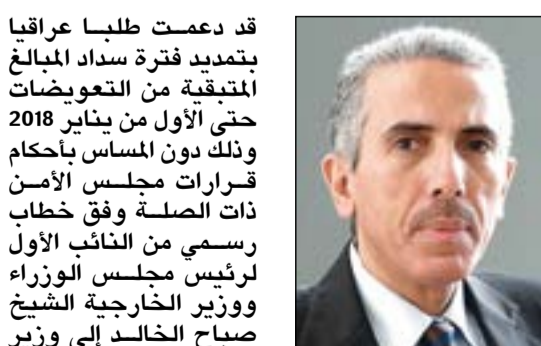 قد دعمت طلبا عراقيا
بتمديد فترة سداد المبالغ
المتبقية من التعويضات
حتى الأول من يناير 2018
وذلك دون المساس بأحكام
قرارات مجلس الأمن
ذات الصلة وفق خطاب
رسمي من النائب الأول
لرئيس مجلس الوزراء
ووزير الخارجية الشيخ
صباح الخالد إلى وزير